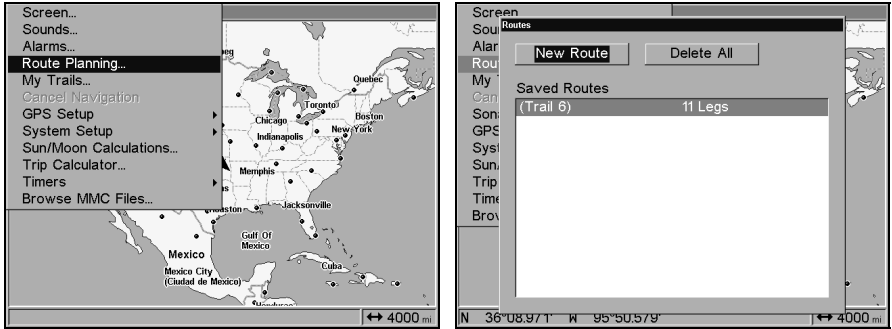 Screen...
Sounds...
Alarms...
Route Planning...
My Trails...
Cancel Navigation
GPS Setup
System Setup
Sun/Moon Calculations...
Trip Calculator...
Timers
Browse MMC Files...
Quebec
Toronto
Chicago
Boston
New York
Indianapolis
Memphis
Jacksonville
Gulf Of
Mexico
Mexico
Mexico City
(Ciudad de Mexico)
Cuba
4000 mi
Screen
Routes
New Route
Delete All
Saved Routes
(Trail 6) 11 Legs
N 36°08.971' W 95°50.579'
4000 mi